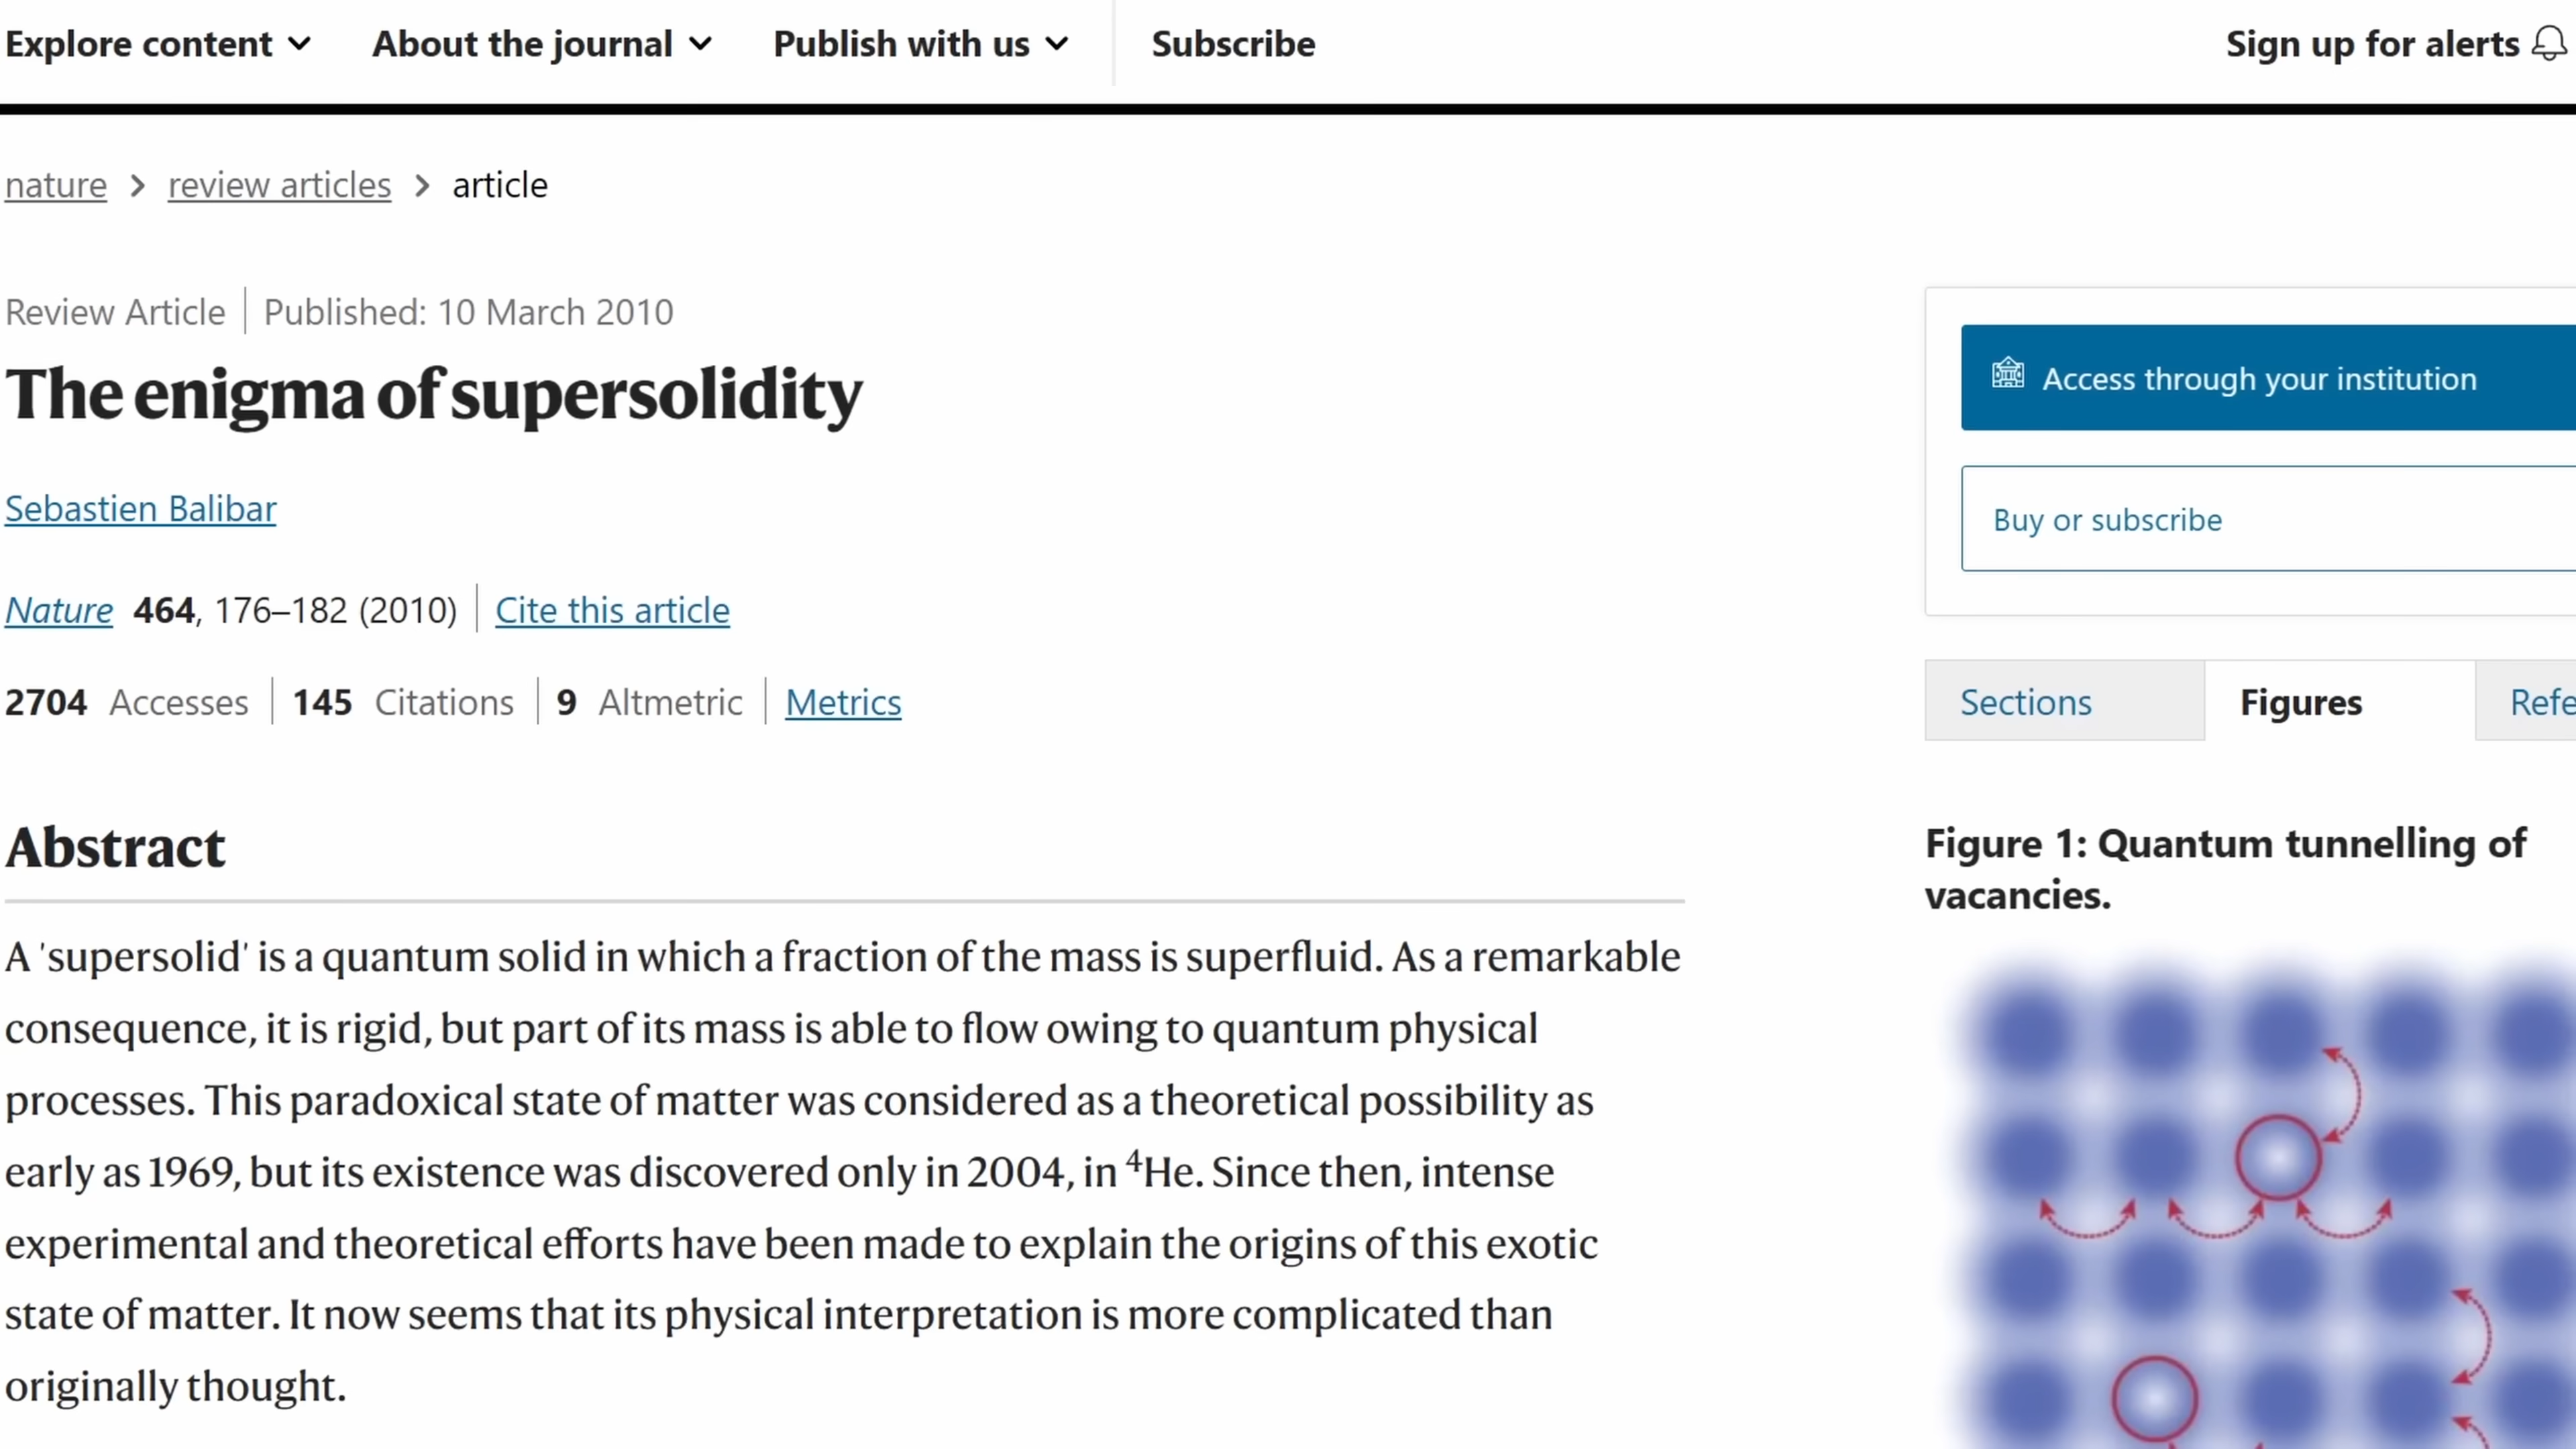 Explore content About the journal Publish with us Subscribe Sign up for alerts
nature > review articles > article
Review Article | Published: 10 March 2010
The enigma of supersolidity
Sebastien Balibar
Nature 464, 176–182 (2010) | Cite this article
2704 Accesses | 145 Citations | 9 Altmetric | Metrics
Abstract
A 'supersolid' is a quantum solid in which a fraction of the mass is superfluid. As a remarkable
consequence, it is rigid, but part of its mass is able to flow owing to quantum physical
processes. This paradoxical state of matter was considered as a theoretical possibility as
early as 1969, but its existence was discovered only in 2004, in ⁴He. Since then, intense
experimental and theoretical efforts have been made to explain the origins of this exotic
state of matter. It now seems that its physical interpretation is more complicated than
originally thought.
Access through your institution
Buy or subscribe
Sections Figures Refe
Figure 1: Quantum tunnelling of
vacancies.